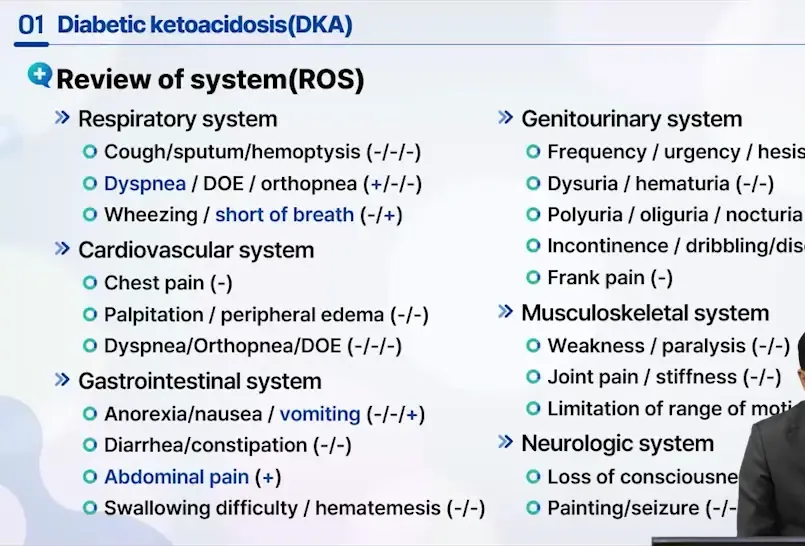 01 Diabetic ketoacidosis(DKA)
Review of system(ROS)
Respiratory system
Cough/sputum/hemoptysis (-/-/-)
Dyspnea / DOE / orthopnea (+/-/-)
Wheezing / short of breath (-/+)
Cardiovascular system
Chest pain (-)
Palpitation / peripheral edema (-/-)
Dyspnea/Orthopnea/DOE (-/-/-)
Gastrointestinal system
Anorexia/nausea / vomiting (-/-/+)
Diarrhea/constipation (-/-)
Abdominal pain (+)
Swallowing difficulty / hematemesis (-/-)
Genitourinary system
Frequency / urgency / hesis
Dysuria / hematuria (-/-)
Polyuria / oliguria / nocturia
Incontinence / dribbling/dis
Frank pain (-)
Musculoskeletal system
Weakness / paralysis (-/-)
Joint pain / stiffness (-/-)
Limitation of range of moti
Neurologic system
Loss of consciousne
Painting/seizure (-/-